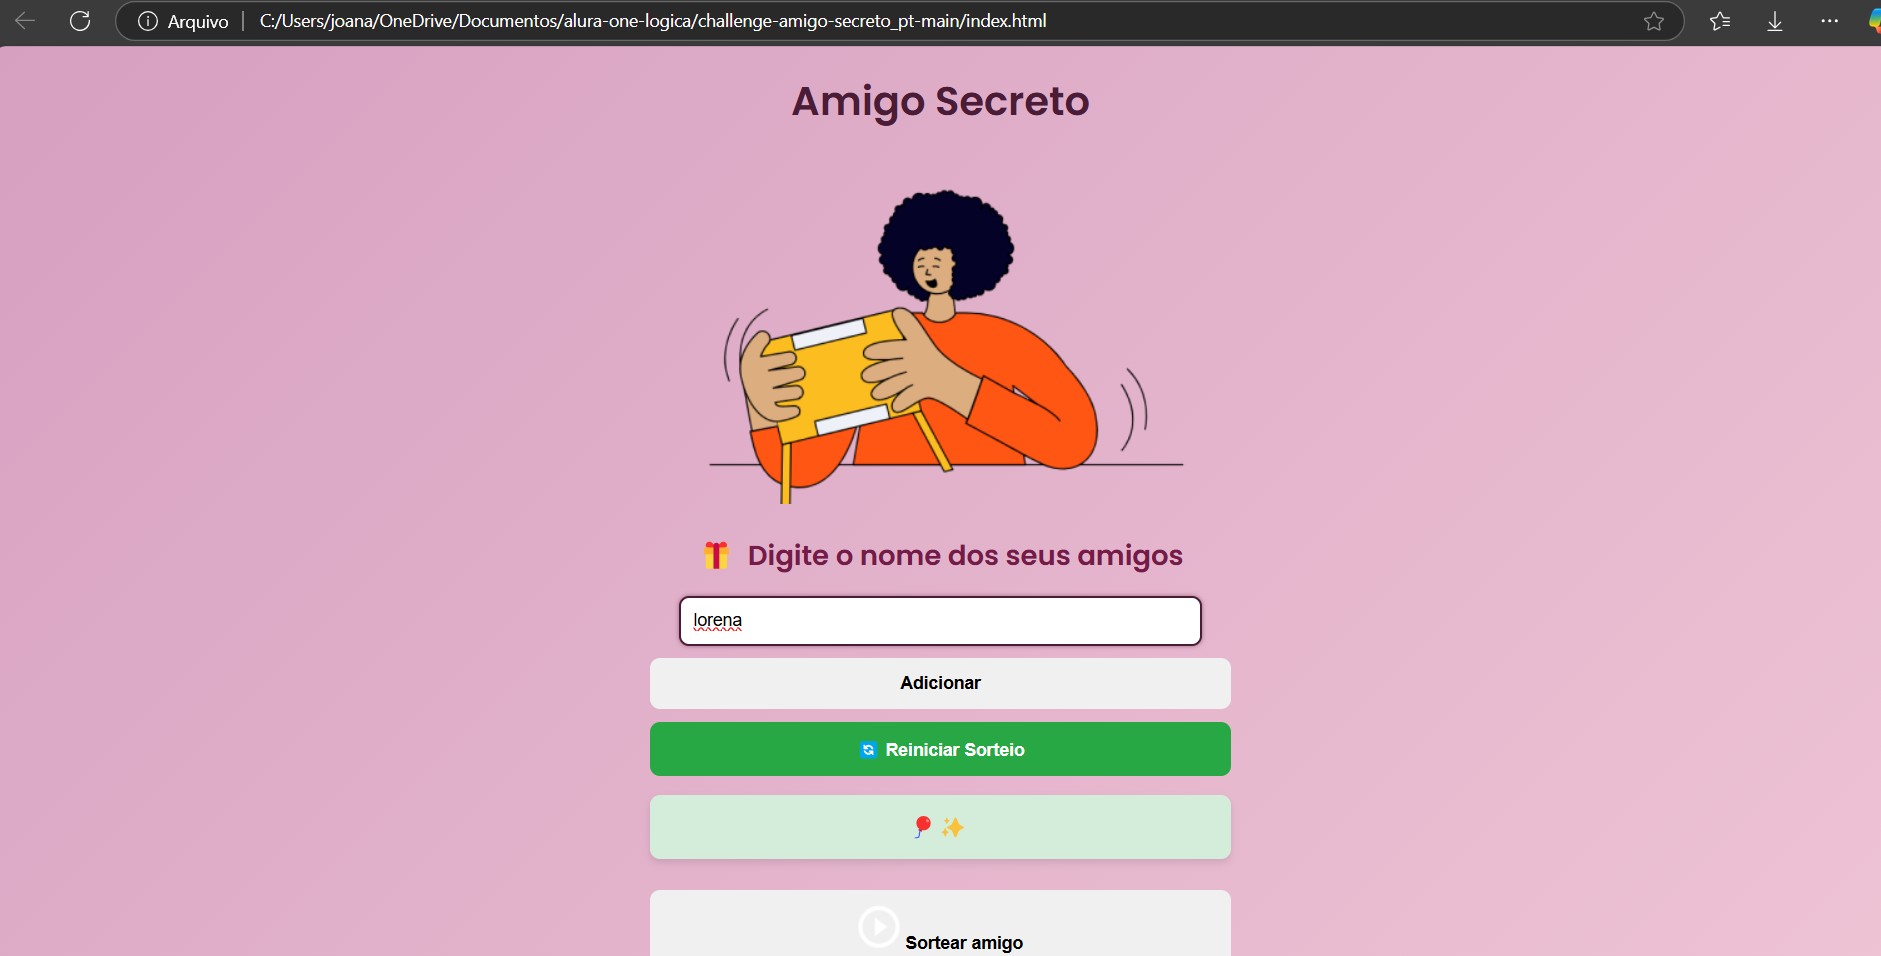 Arquivo C:/Users/joana/OneDrive/Documentos/alura-one-logica/challenge-amigo-secreto_pt-main/index.html
Amigo Secreto
Digite o nome dos seus amigos
lorena
Adicionar
Reiniciar Sorteio
Sortear amigo